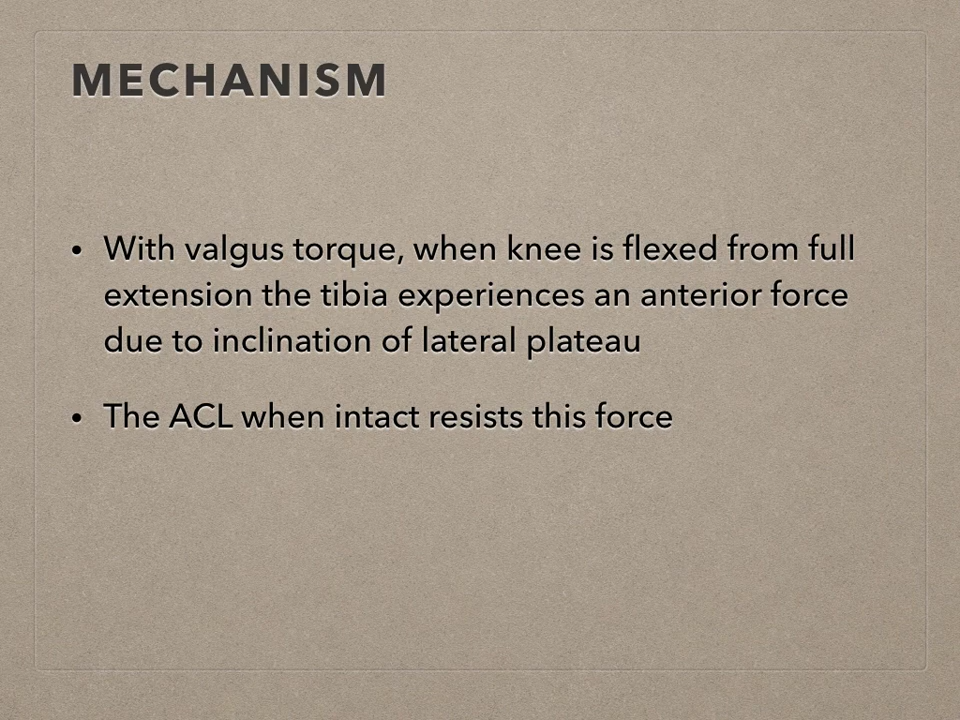 MECHANISM
• With valgus torque, when knee is flexed from full
extension the tibia experiences an anterior force
due to inclination of lateral plateau
• The ACL when intact resists this force